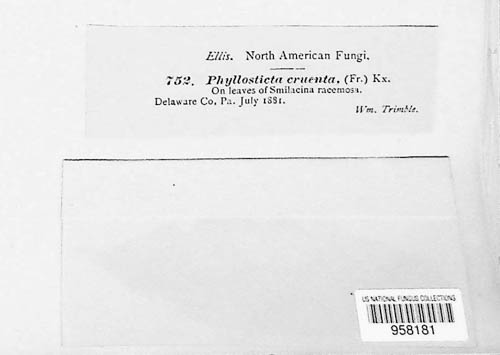 Ellis. North American Fungi.
752. Phyllosticta cruenta, (Fr.) Kx.
On leaves of Smilacina racemosa.
Delaware Co, Pa. July 1881.
Wm. Trimble.
US NATIONAL FUNGUS COLLECTIONS
958181